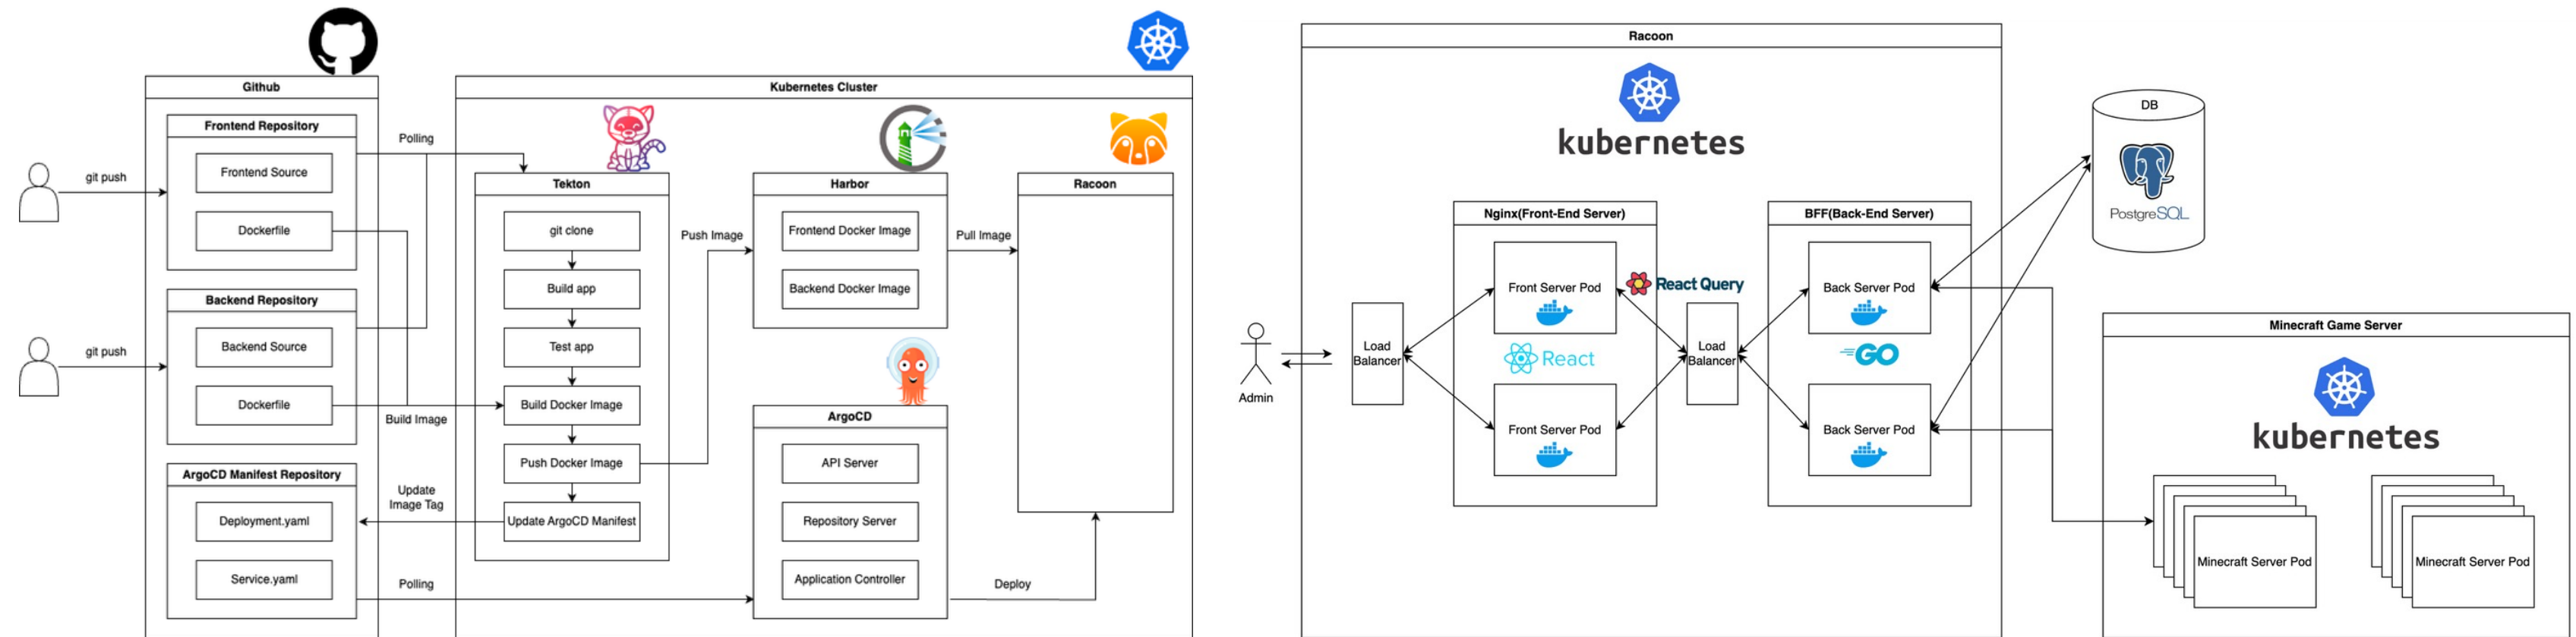 Github
Frontend Repository
Frontend Source
Dockerfile
Backend Repository
Backend Source
Dockerfile
ArgoCD Manifest Repository
Deployment.yaml
Service.yaml
git push
git push
Polling
Build Image
Update
Image Tag
Polling
Kubernetes Cluster
Tekton
git clone
Build app
Test app
Build Docker Image
Push Docker Image
Update ArgoCD Manifest
Push Image
Harbor
Frontend Docker Image
Backend Docker Image
Pull Image
Racoon
ArgoCD
API Server
Repository Server
Application Controller
Deploy
Racoon
kubernetes
Admin
Load
Balancer
Nginx(Front-End Server)
Front Server Pod
React
Front Server Pod
React Query
Load
Balancer
BFF(Back-End Server)
Back Server Pod
GO
Back Server Pod
DB
PostgreSQL
Minecraft Game Server
kubernetes
Minecraft Server Pod
Minecraft Server Pod